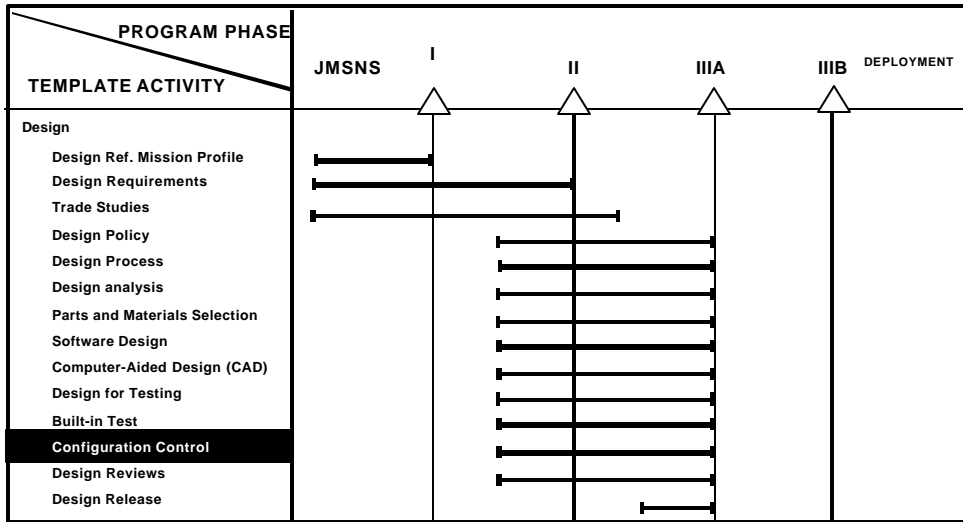 PROGRAM PHASE
TEMPLATE ACTIVITY
JMSNS
I
II
IIIA
IIIB
DEPLOYMENT
Design
Design Ref. Mission Profile
Design Requirements
Trade Studies
Design Policy
Design Process
Design analysis
Parts and Materials Selection
Software Design
Computer-Aided Design (CAD)
Design for Testing
Built-in Test
Configuration Control
Design Reviews
Design Release